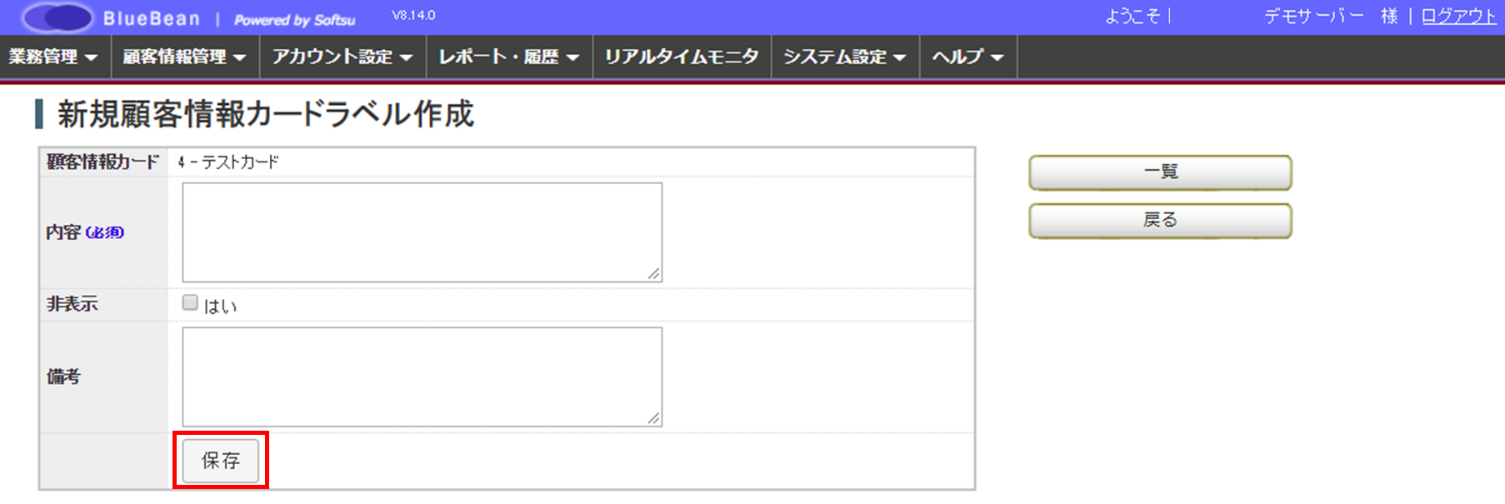 BlueBean | Powered by Softsu V8.14.0 ようこそ | デモサーバー 様 | ログアウト
業務管理 顧客情報管理 アカウント設定 レポート・履歴 リアルタイムモニタ システム設定 ヘルプ
新規顧客情報カードラベル作成
顧客情報カード 4 - テストカード
一覧
戻る
内容 (必須)
非表示 はい
備考
保存